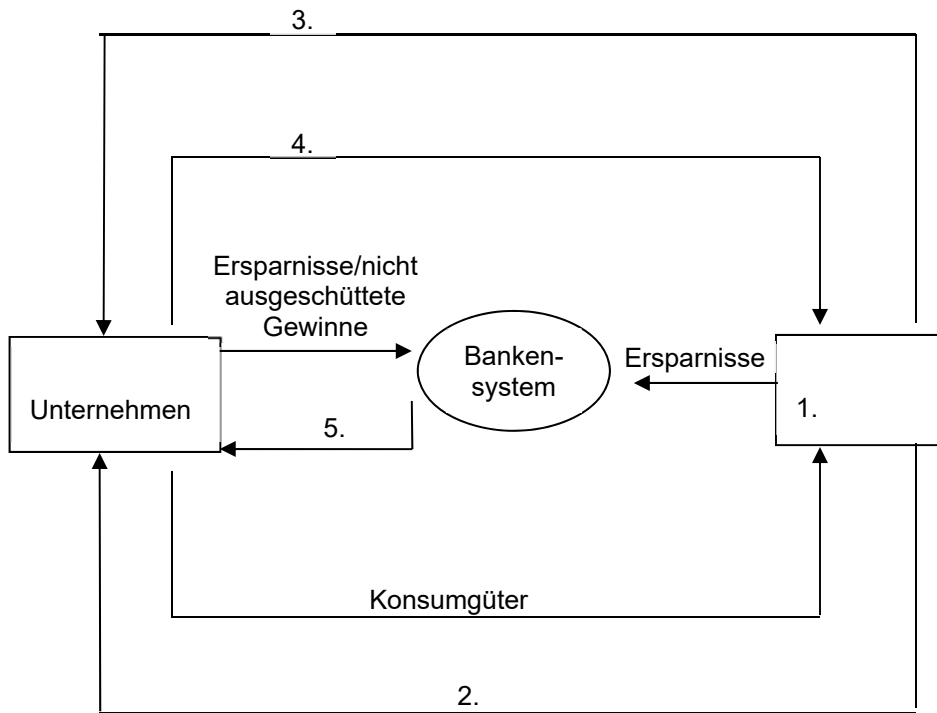 3.
4.
Ersparnisse/nicht
ausgeschüttete
Gewinne
Banken-
system
Ersparnisse
Unternehmen
1.
5.
Konsumgüter
2.